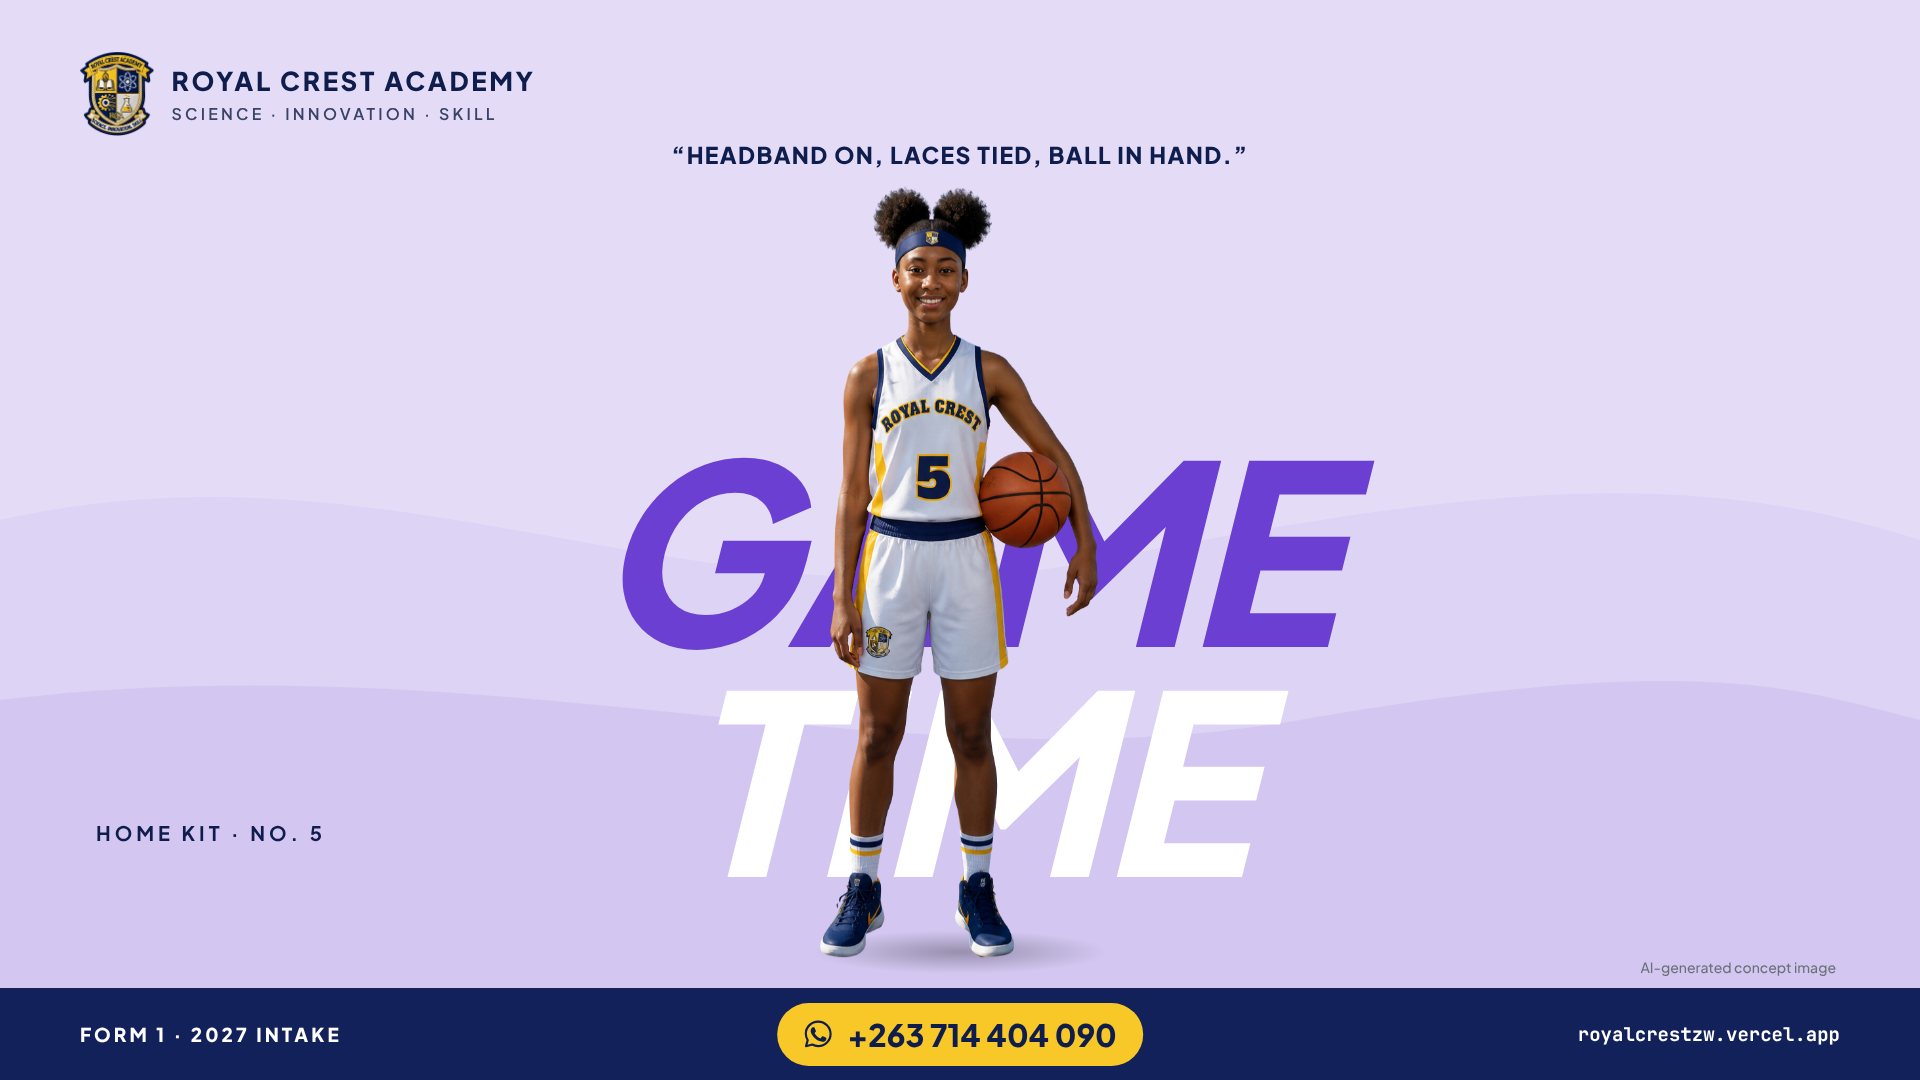 ROYAL CREST ACADEMY
SCIENCE · INNOVATION · SKILL
“HEADBAND ON, LACES TIED, BALL IN HAND.”
ROYAL CREST
5
GAME
TIME
HOME KIT · NO. 5
AI-generated concept image
FORM 1 · 2027 INTAKE
+263 714 404 090
royalcrestzw.vercel.app